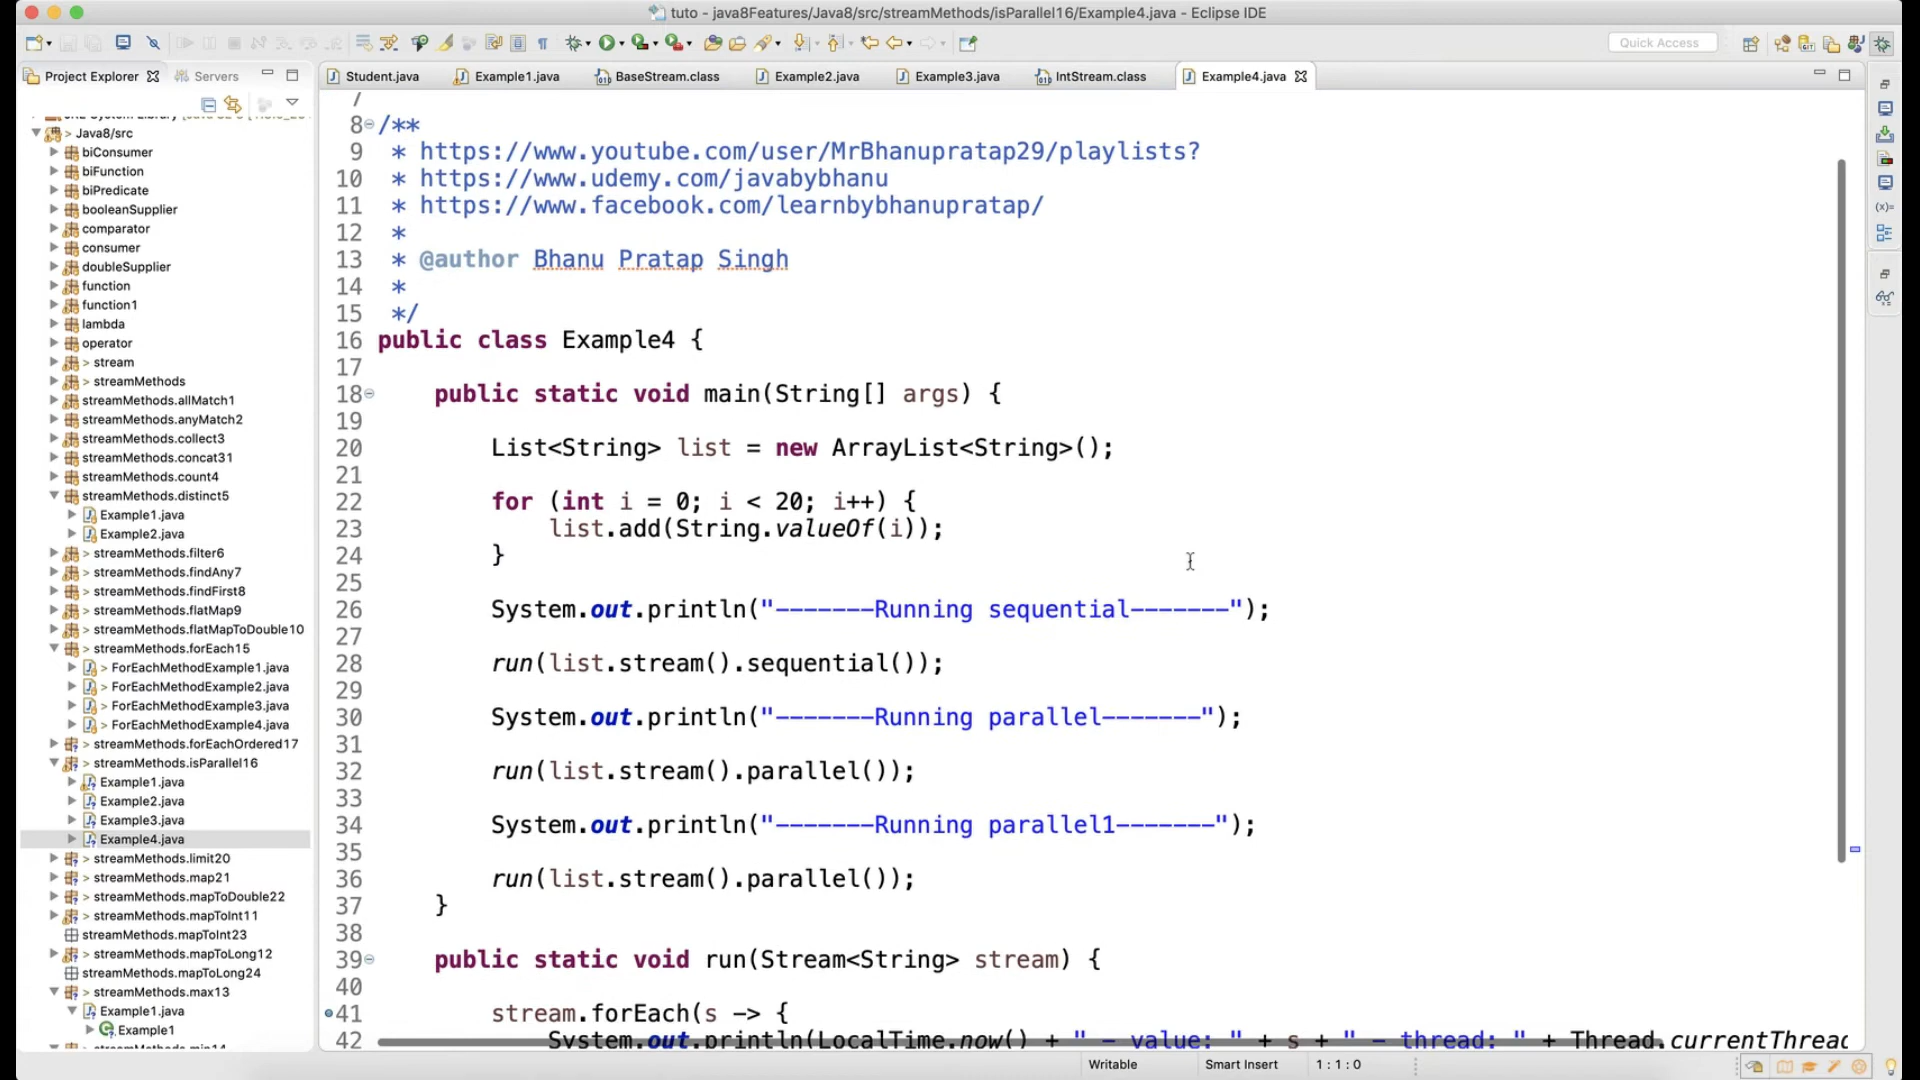 tuto - java8Features/Java8/src/streamMethods/isParallel16/Example4.java - Eclipse IDE
Quick Access
Project Explorer
Servers
Student.java
Example1.java
BaseStream.class
Example2.java
Example3.java
IntStream.class
Example4.java
> Java8/src
biConsumer
biFunction
biPredicate
booleanSupplier
comparator
consumer
doubleSupplier
function
function1
lambda
operator
> stream
> streamMethods
streamMethods.allMatch1
streamMethods.anyMatch2
streamMethods.collect3
streamMethods.concat31
streamMethods.count4
streamMethods.distinct5
Example1.java
Example2.java
> streamMethods.filter6
> streamMethods.findAny7
> streamMethods.findFirst8
> streamMethods.flatMap9
> streamMethods.flatMapToDouble10
> streamMethods.forEach15
> ForEachMethodExample1.java
> ForEachMethodExample2.java
> ForEachMethodExample3.java
> ForEachMethodExample4.java
> streamMethods.forEachOrdered17
> streamMethods.isParallel16
Example1.java
Example2.java
Example3.java
Example4.java
> streamMethods.limit20
> streamMethods.map21
> streamMethods.mapToDouble22
> streamMethods.mapToInt11
streamMethods.mapToInt23
> streamMethods.mapToLong12
streamMethods.mapToLong24
> streamMethods.max13
Example1.java
Example1
7
8 /**
9 * https://www.youtube.com/user/MrBhanupratap29/playlists?
10 * https://www.udemy.com/javabybhanu
11 * https://www.facebook.com/learnbybhanupratap/
12 *
13 * @author Bhanu Pratap Singh
14 *
15 */
16 public class Example4 {
17
18 public static void main(String[] args) {
19
20 List<String> list = new ArrayList<String>();
21
22 for (int i = 0; i < 20; i++) {
23 list.add(String.valueOf(i));
24 }
25
26 System.out.println("-------Running sequential-------");
27
28 run(list.stream().sequential());
29
30 System.out.println("-------Running parallel-------");
31
32 run(list.stream().parallel());
33
34 System.out.println("-------Running parallel1-------");
35
36 run(list.stream().parallel());
37 }
38
39 public static void run(Stream<String> stream) {
40
41 stream.forEach(s -> {
42 System.out.println(LocalTime.now() + " - value: " + s + " - thread: " + Thread.currentThread
Writable
Smart Insert
1 : 1 : 0